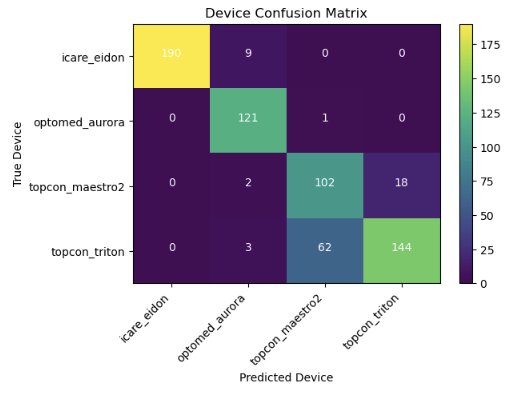 Device Confusion Matrix
True Device
icare_eidon 190 9 0 0
optomed_aurora 0 121 1 0
topcon_maestro2 0 2 102 18
topcon_triton 0 3 62 144
icare_eidon
optomed_aurora
topcon_maestro2
topcon_triton
Predicted Device
175
150
125
100
75
50
25
0